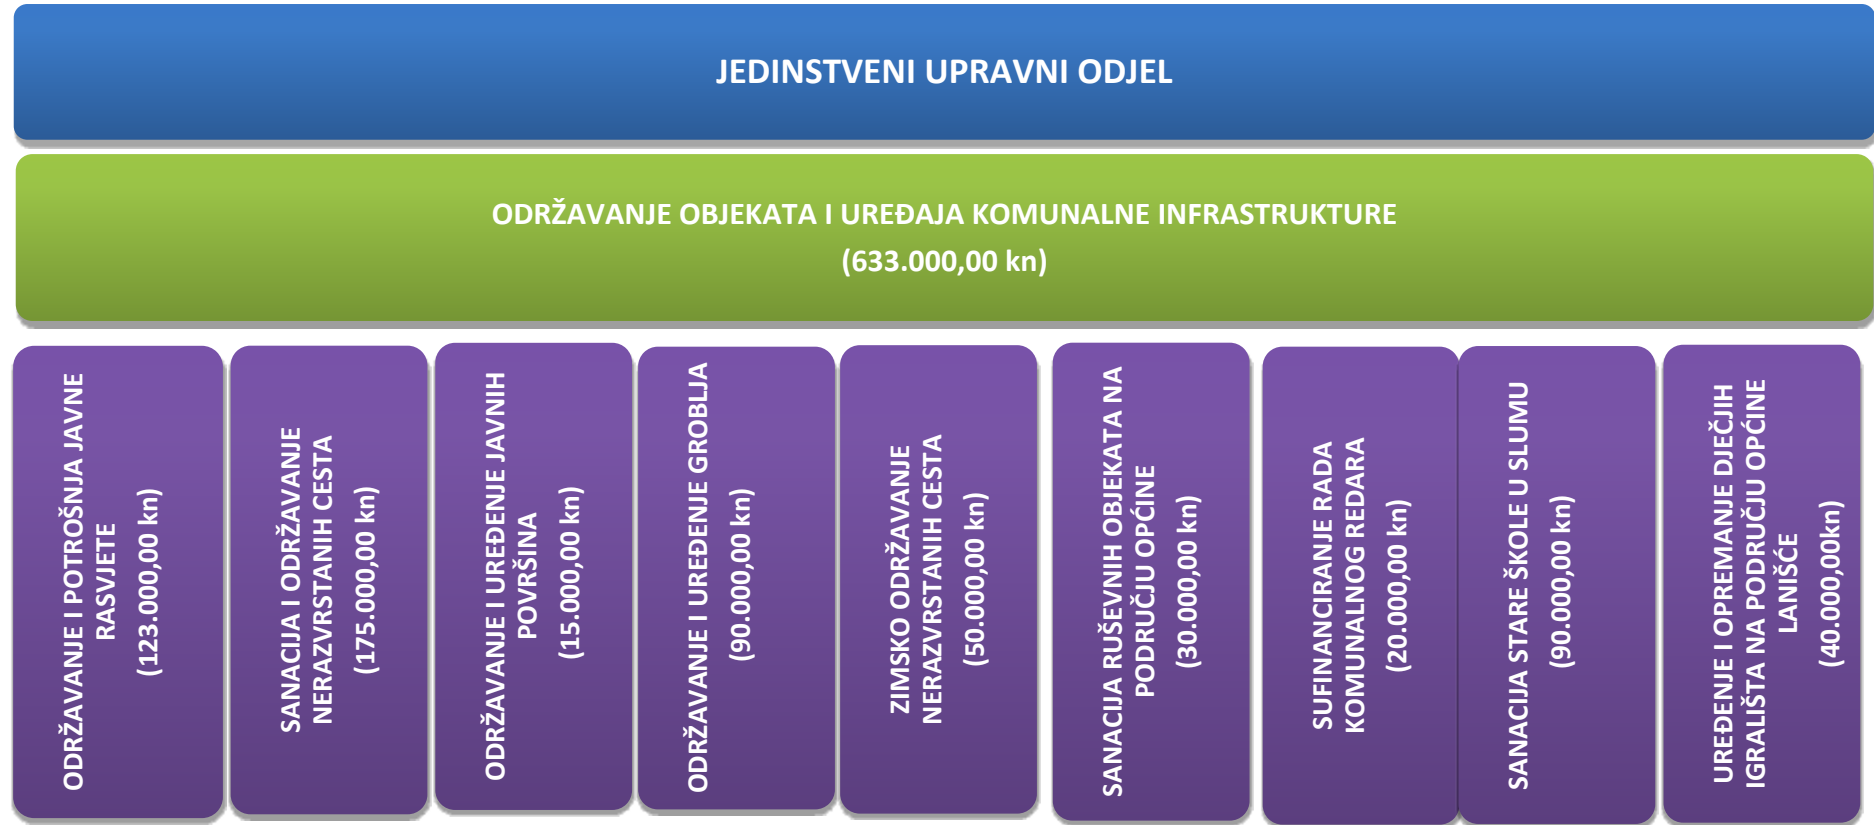 JEDINSTVENI UPRAVNI ODJEL
ODRŽAVANJE OBJEKATA I UREĐAJA KOMUNALNE INFRASTRUKTURE
(633.000,00 kn)
ODRŽAVANJE I POTROŠNJA JAVNE
RASVJETE
(123.000,00 kn)
SANACIJA I ODRŽAVANJE
NERAZVRSTANIH CESTA
(175.000,00 kn)
ODRŽAVANJE I UREĐENJE JAVNIH
POVRŠINA
(15.000,00 kn)
ODRŽAVANJE I UREĐENJE GROBLJA
(90.000,00 kn)
ZIMSKO ODRŽAVANJE
NERAZVRSTANIH CESTA
(50.000,00 kn)
SANACIJA RUŠEVNIH OBJEKATA NA
PODRUČJU OPĆINE
(30.000,00 kn)
SUFINANCIRANJE RADA
KOMUNALNOG REDARA
(20.000,00 kn)
SANACIJA STARE ŠKOLE U SLUMU
(90.000,00 kn)
UREĐENJE I OPREMANJE DJEČJIH
IGRALIŠTA NA PODRUČJU OPĆINE
LANIŠĆE
(40.000,00kn)